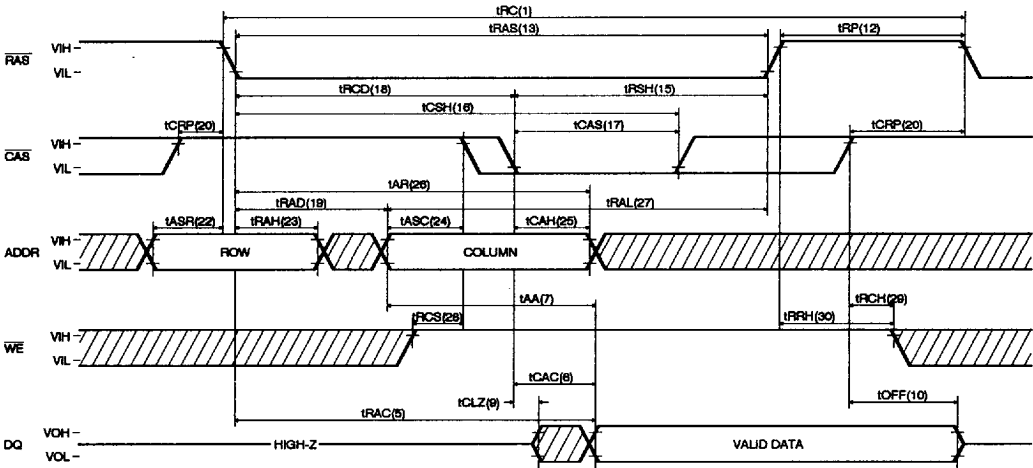 tRC(1)
tRAS(13) tRP(12)
RAS VIH VIL
tRCD(18) tRSH(15)
tCSH(16)
tCRP(20) tCAS(17) tCRP(20)
CAS VIH VIL
tAR(26)
tRAD(19) tRAL(27)
tASR(22) tRAH(23) tASC(24) tCAH(25)
ADDR VIH VIL ROW COLUMN
tAA(7)
tRCS(28) tRCH(29)
tRRH(30)
WE VIH VIL
tCAC(6)
tCLZ(9) tOFF(10)
tRAC(5)
DQ VOH VOL HIGH-Z VALID DATA